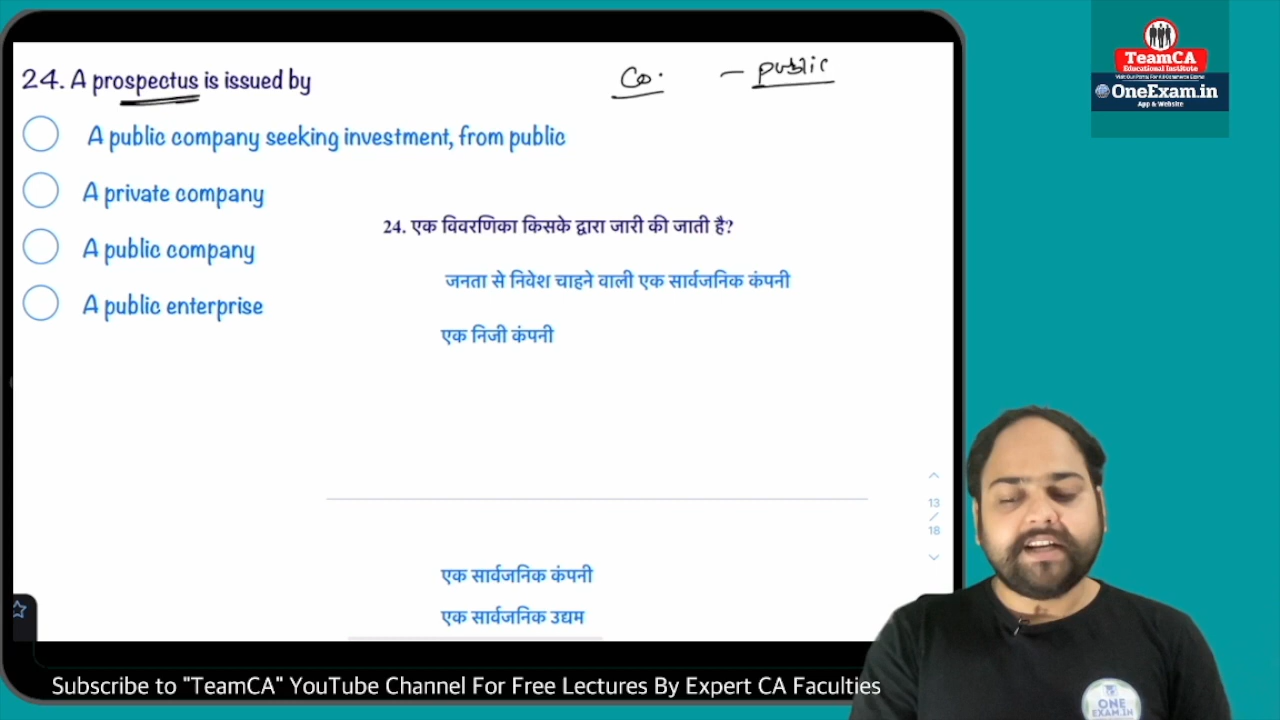 24. A prospectus is issued by
Co. - public
A public company seeking investment, from public
A private company
A public company
A public enterprise
24. एक विवरणिका किसके द्वारा जारी की जाती है?
जनता से निवेश चाहने वाली एक सार्वजनिक कंपनी
एक निजी कंपनी
एक सार्वजनिक कंपनी
एक सार्वजनिक उद्यम
13
/
18
TeamCA
Educational Institute
OneExam.in
App & Website
ONE
EXAM.IN
Subscribe to "TeamCA" YouTube Channel For Free Lectures By Expert CA Faculties